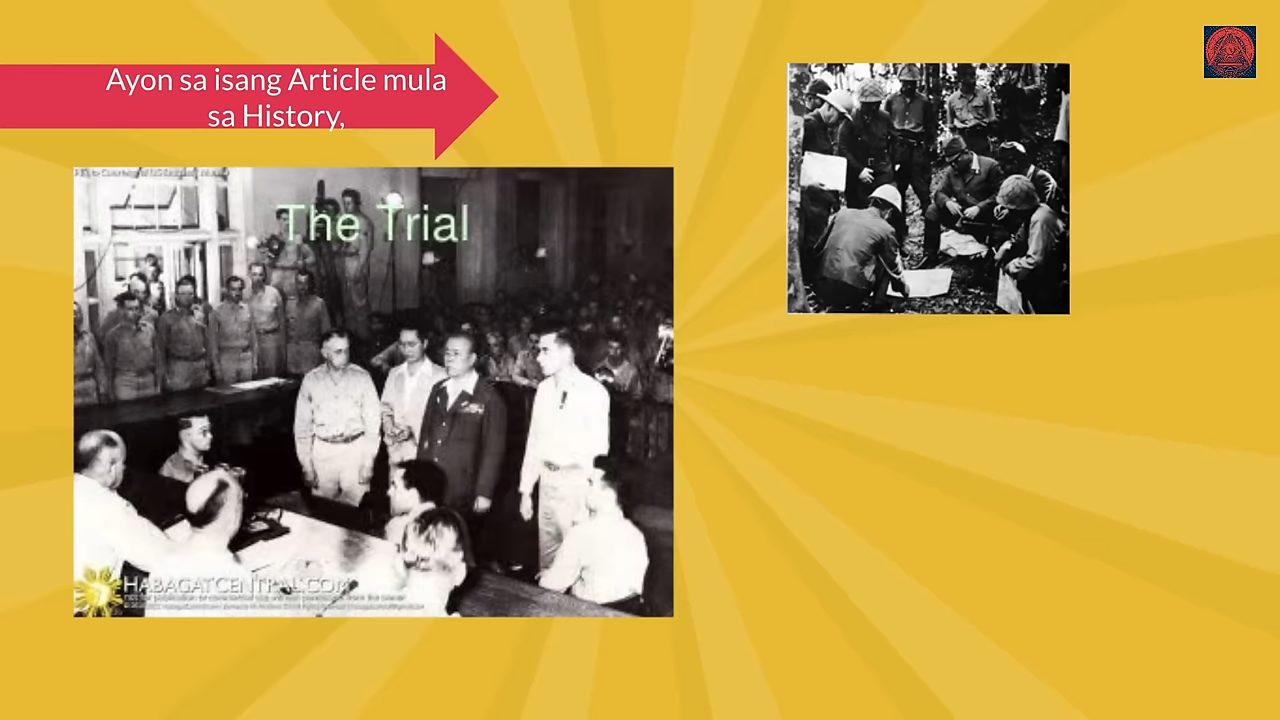 Ayon sa isang Article mula
sa History,
The Trial
HABAGATCENTRAL.COM